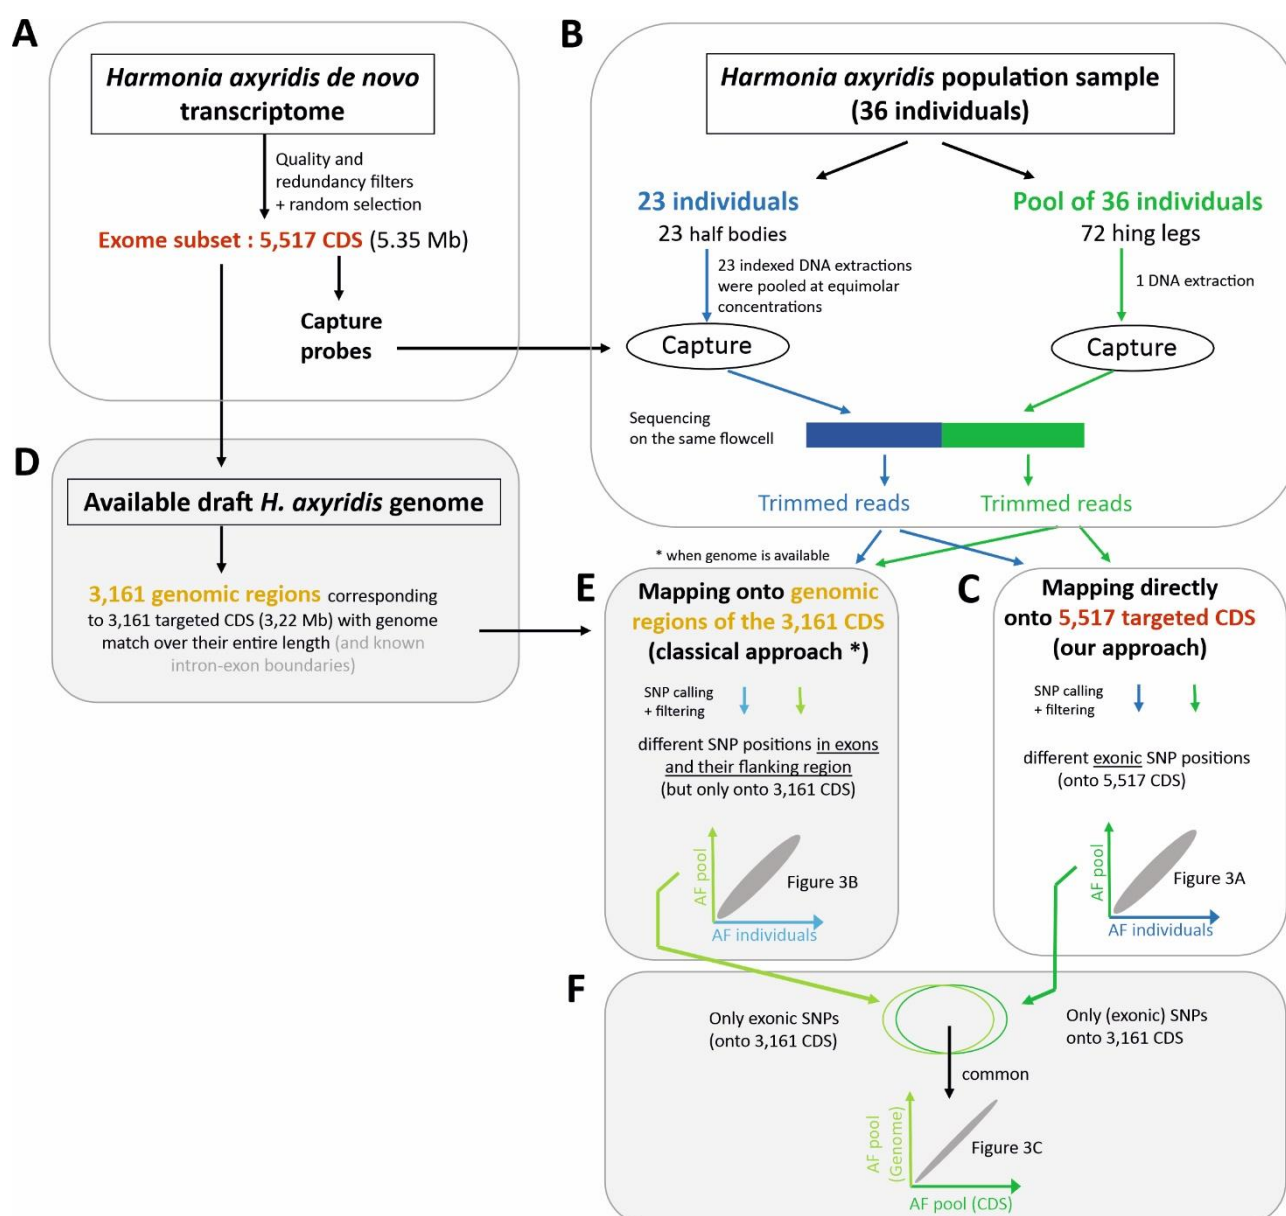 A
Harmonia axyridis de novo
transcriptome
Quality and
redundancy filters
+ random selection
Exome subset : 5,517 CDS (5.35 Mb)
Capture
probes
B
Harmonia axyridis population sample
(36 individuals)
23 individuals
23 half bodies
23 indexed DNA extractions
were pooled at equimolar
concentrations
Capture
Pool of 36 individuals
72 hing legs
1 DNA extraction
Capture
Sequencing
on the same flowcell
Trimmed reads
Trimmed reads
D
Available draft H. axyridis genome
3,161 genomic regions corresponding
to 3,161 targeted CDS (3,22 Mb) with genome
match over their entire length (and known
intron-exon boundaries)
* when genome is available
E
Mapping onto genomic
regions of the 3,161 CDS
(classical approach *)
SNP calling
+ filtering
different SNP positions in exons
and their flanking region
(but only onto 3,161 CDS)
AF pool
Figure 3B
AF individuals
C
Mapping directly
onto 5,517 targeted CDS
(our approach)
SNP calling
+ filtering
different exonic SNP positions
(onto 5,517 CDS)
AF pool
Figure 3A
AF individuals
F
Only exonic SNPs
(onto 3,161 CDS)
Only (exonic) SNPs
onto 3,161 CDS
common
AF pool
(Genome)
Figure 3C
AF pool (CDS)